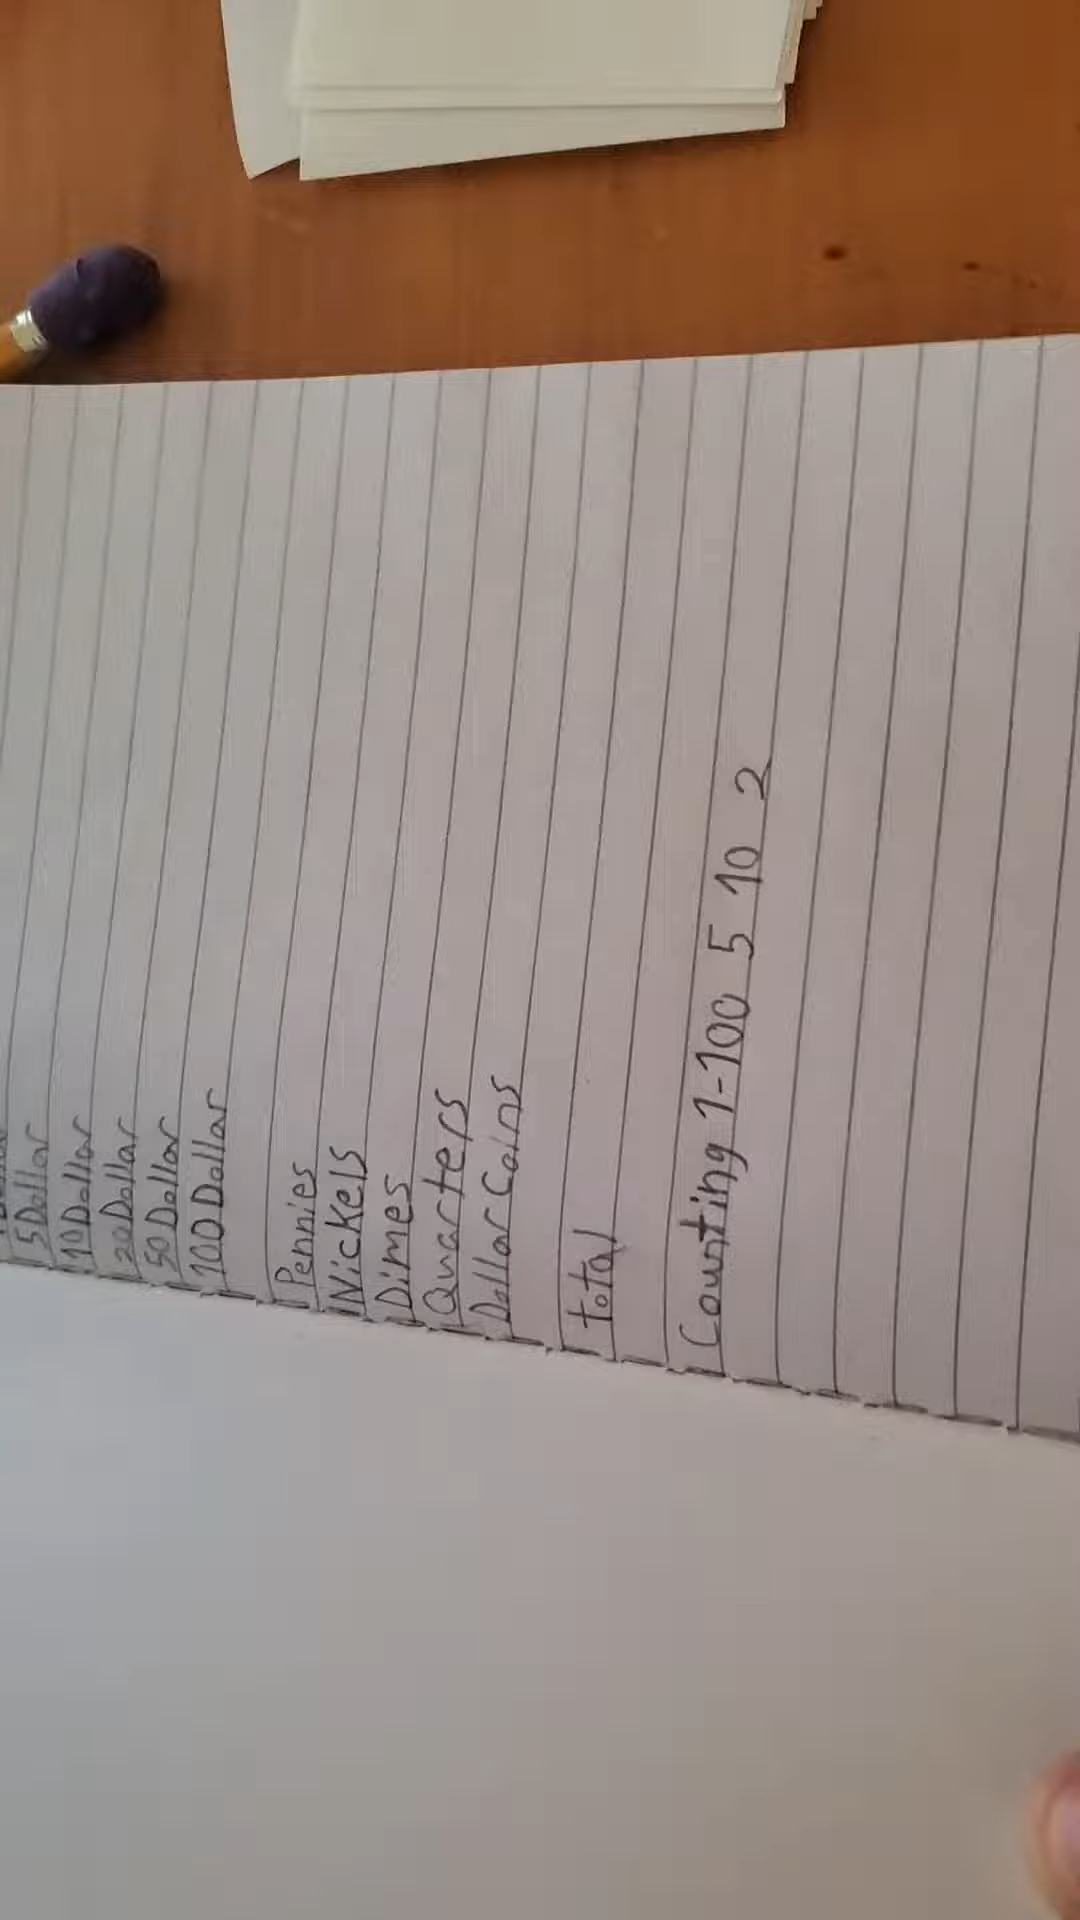 5 Dollar
10 Dollar
20 Dollar
50 Dollar
100 Dollar
Pennies
Nickels
Dimes
Quarters
Dollar Coins
total
Counting 1-100 5 10 2